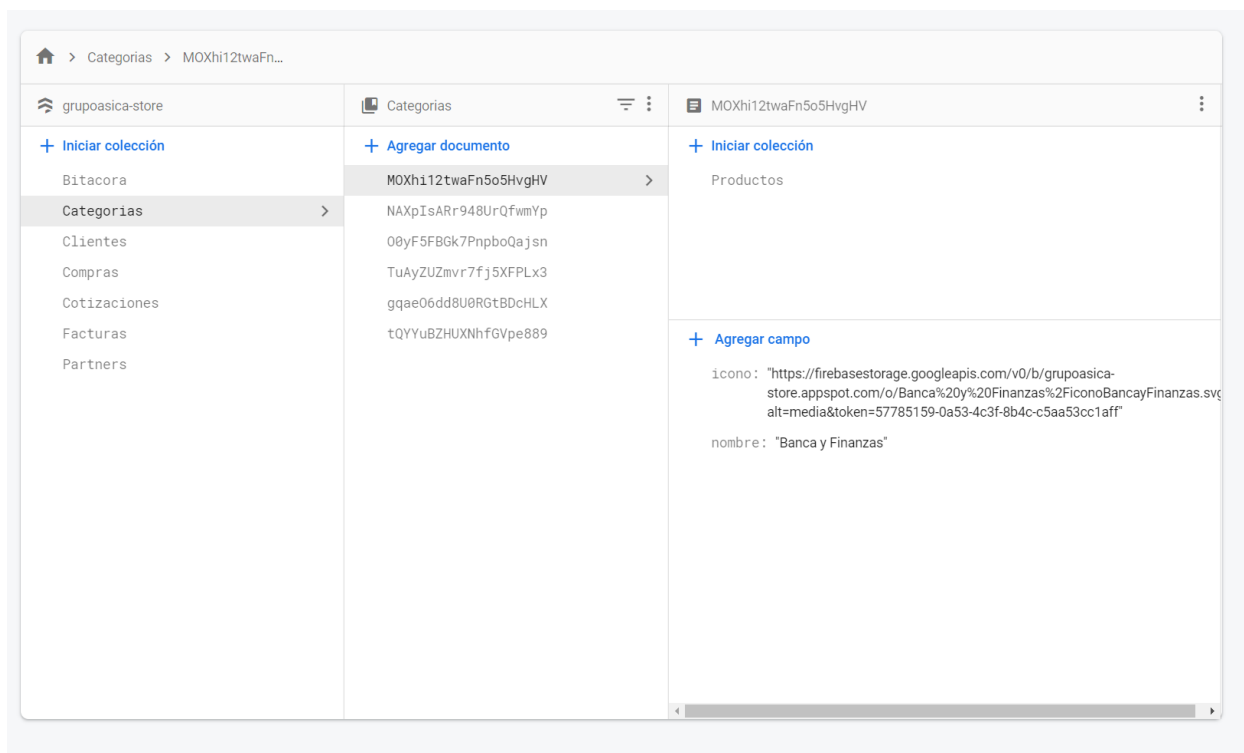 Categorias
MOXhi12twaFn...
grupoasica-store
Categorias
MOXhi12twaFn5o5HvgHV
Iniciar colección
Bitacora
Categorias
Clientes
Compras
Cotizaciones
Facturas
Partners
Agregar documento
MOXhi12twaFn5o5HvgHV
NAXpIsARr948UrQfwmYp
O0yF5FBGk7PnpboQajsn
TuAyZUZmvr7fj5XFPLx3
gqaeO6dd8U0RGtBDcHLX
tQYYuBZHUXNhfGVpe889
Iniciar colección
Productos
Agregar campo
icono: "https://firebasestorage.googleapis.com/v0/b/grupoasica-
store.appspot.com/o/Banca%20y%20Finanzas%2FiconoBancayFinanzas.svg
alt=media&token=57785159-0a53-4c3f-8b4c-c5aa53cc1aff"
nombre: "Banca y Finanzas"